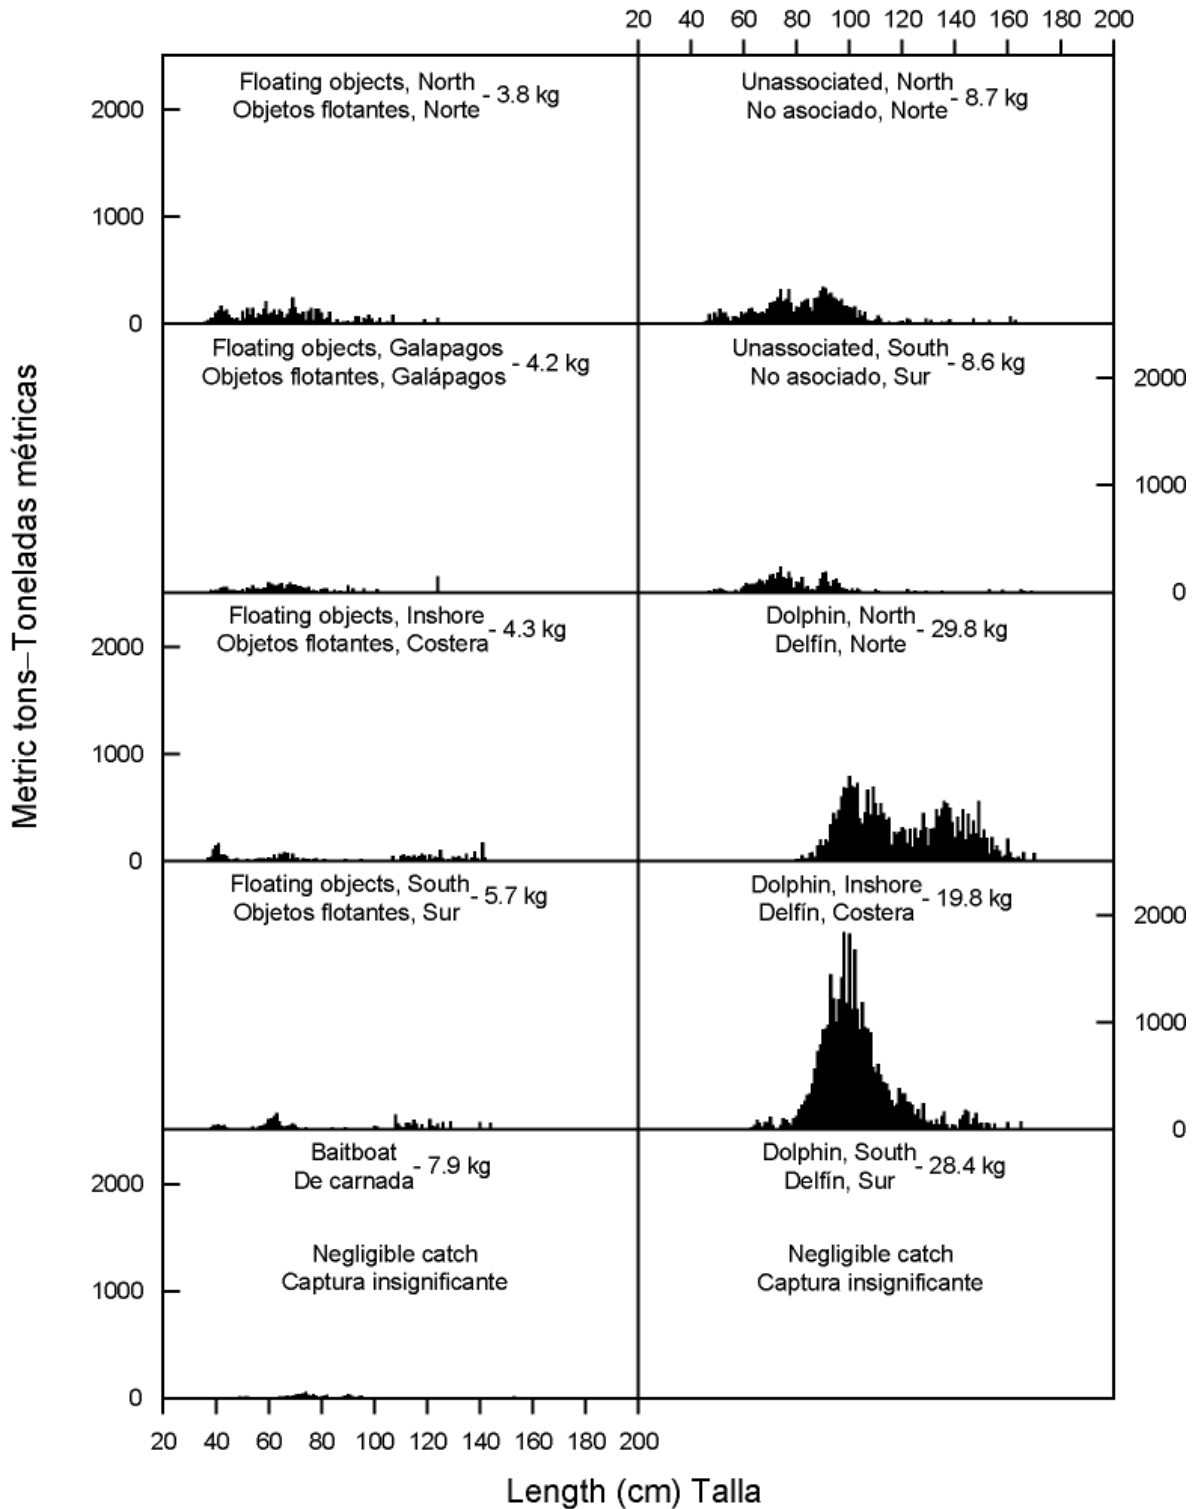 20 40 60 80 100 120 140 160 180 200
Floating objects, North
Objetos flotantes, Norte
- 3.8 kg
Unassociated, North
No asociado, Norte
- 8.7 kg
2000
1000
0
Floating objects, Galapagos
Objetos flotantes, Galápagos
- 4.2 kg
Unassociated, South
No asociado, Sur
- 8.6 kg
2000
1000
0
Metric tons–Toneladas métricas
Floating objects, Inshore
Objetos flotantes, Costera
- 4.3 kg
Dolphin, North
Delfín, Norte
- 29.8 kg
2000
1000
0
Floating objects, South
Objetos flotantes, Sur
- 5.7 kg
Dolphin, Inshore
Delfín, Costera
- 19.8 kg
2000
1000
0
Baitboat
De carnada
- 7.9 kg
Negligible catch
Captura insignificante
Dolphin, South
Delfín, Sur
- 28.4 kg
Negligible catch
Captura insignificante
2000
1000
0
20 40 60 80 100 120 140 160 180 200
Length (cm) Talla